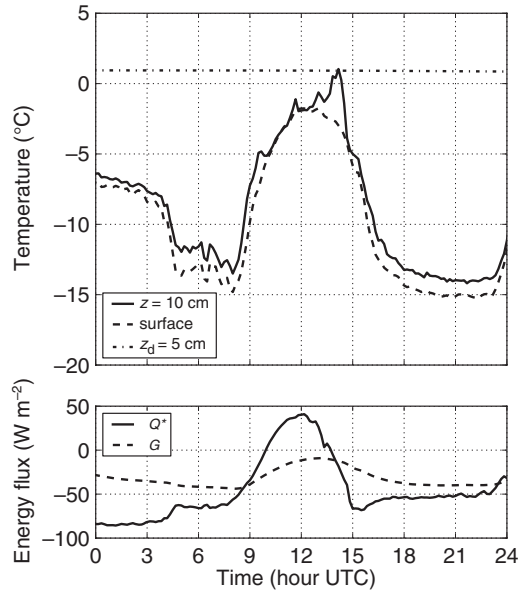 5
0
−5
−10
−15
−20
Temperature (°C)
z = 10 cm
surface
z_d = 5 cm
50
0
−50
−100
Energy flux (W m⁻²)
Q*
G
0 3 6 9 12 15 18 21 24
Time (hour UTC)